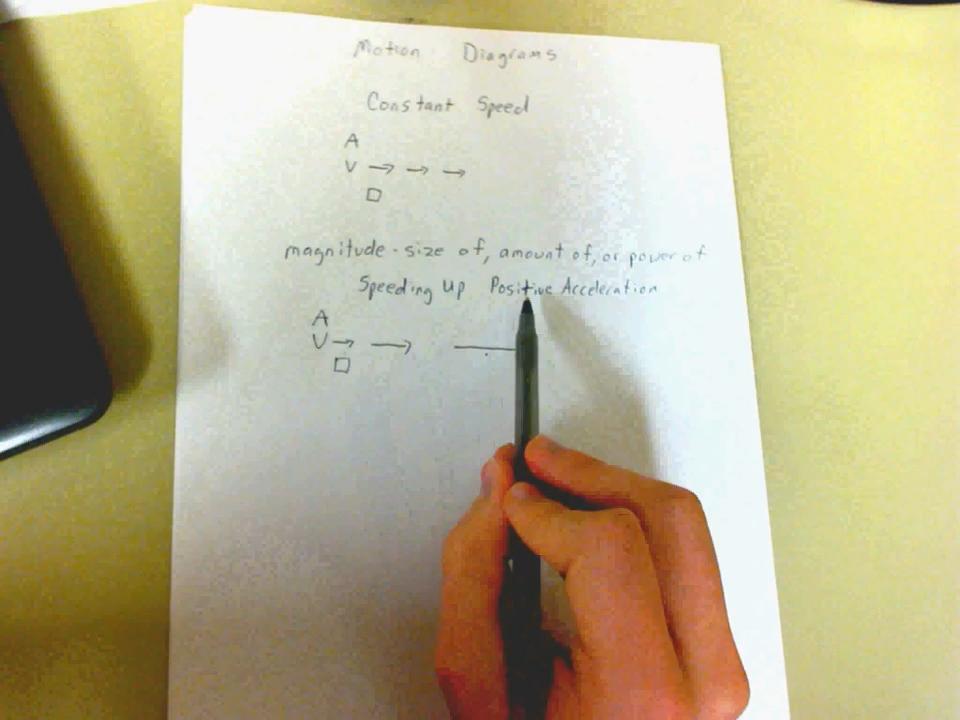 Motion Diagrams
Constant Speed
A
V → → →
magnitude - size of, amount of, or power of
Speeding Up Positive Acceleration
A
V → →